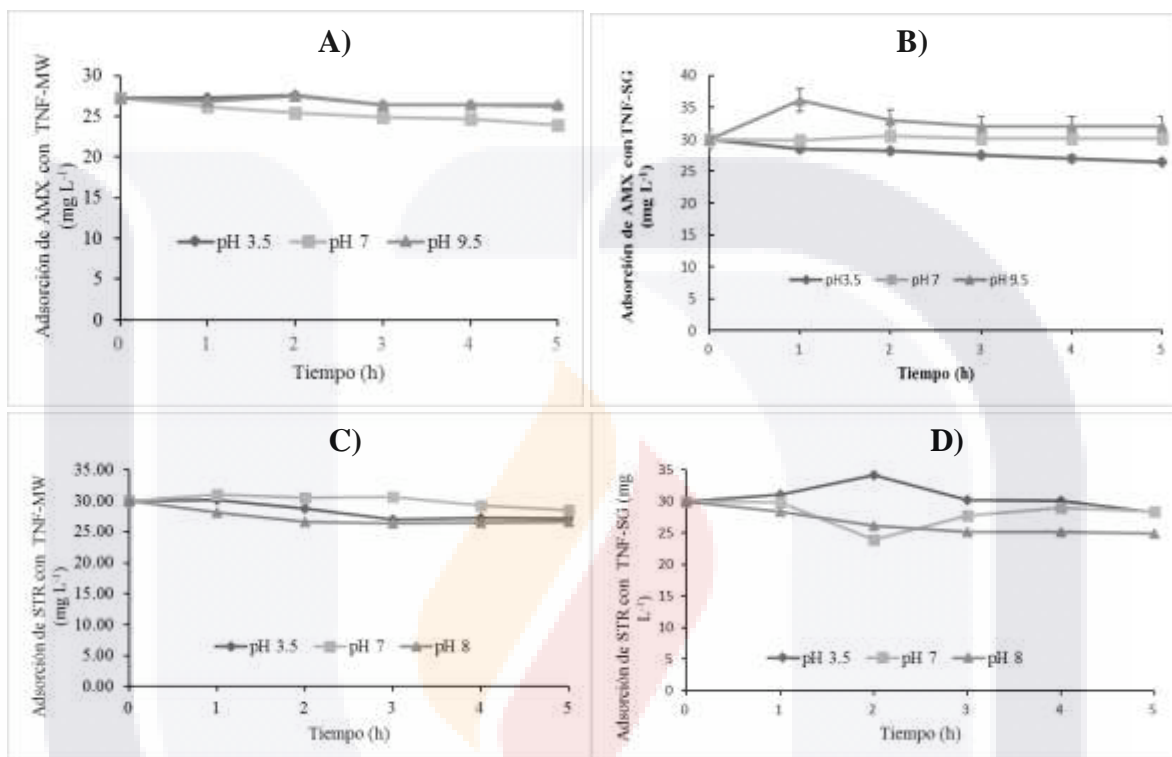 A)
Adsorción de AMX con TNF-MW
(mg L-1)
30
25
20
15
10
5
0
pH 3.5 pH 7 pH 9.5
0 1 2 3 4 5
Tiempo (h)
B)
Adsorción de AMX con TNF-SG
(mg L-1)
40
35
30
25
20
15
10
5
0
pH3.5 pH 7 pH 9.5
0 1 2 3 4 5
Tiempo (h)
C)
Adsorción de STR con TNF-MW
(mg L-1)
35.00
30.00
25.00
20.00
15.00
10.00
5.00
0.00
pH 3.5 pH 7 pH 8
0 1 2 3 4 5
Tiempo (h)
D)
Adsorción de STR con TNF-SG (mg
L-1)
35
30
25
20
15
10
5
0
pH 3.5 pH 7 pH 8
0 1 2 3 4 5
Tiempo (h)